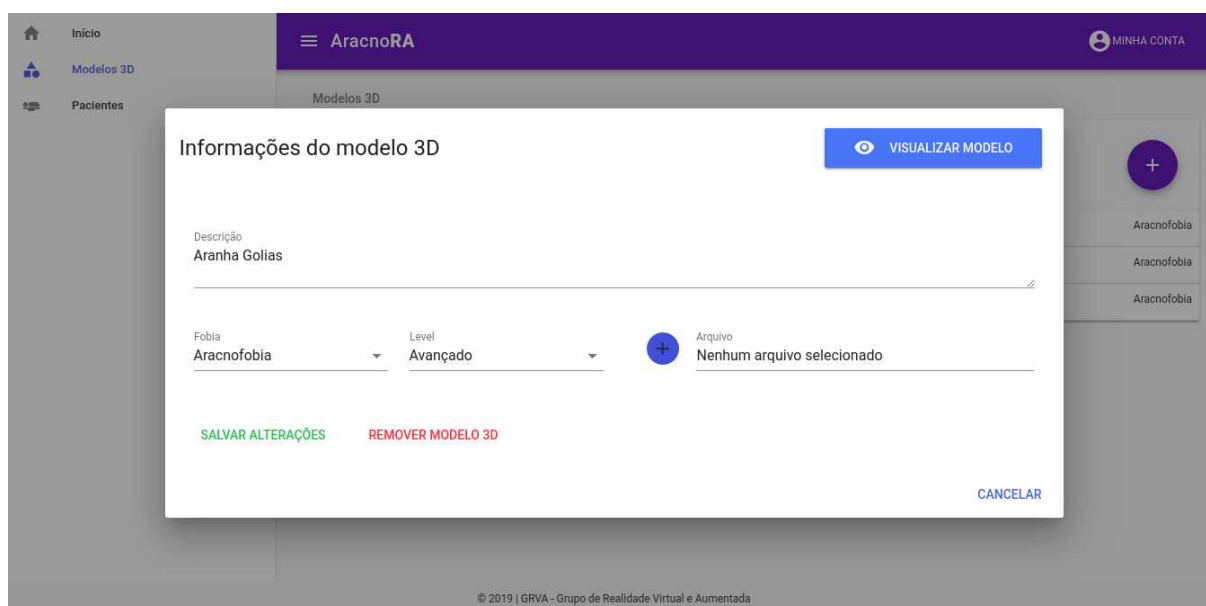 Início
AracnoRA
MINHA CONTA
Modelos 3D
Pacientes
Modelos 3D
Informações do modelo 3D
VISUALIZAR MODELO
Descrição
Aranha Golias
Fobia
Aracnofobia
Level
Avançado
Arquivo
Nenhum arquivo selecionado
SALVAR ALTERAÇÕES
REMOVER MODELO 3D
CANCELAR
Aracnofobia
Aracnofobia
Aracnofobia
© 2019 | GRVA - Grupo de Realidade Virtual e Aumentada